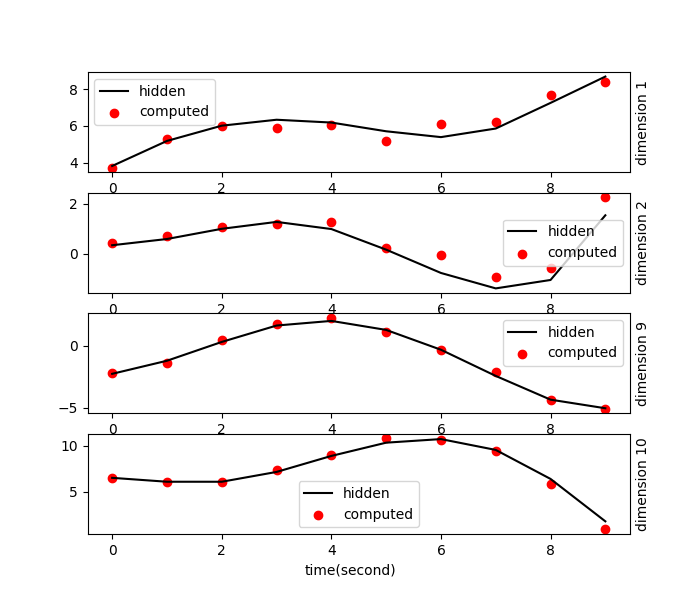 8
6
4
hidden
computed
dimension 1
0 2 4 6 8
2
0
hidden
computed
dimension 2
0 2 4 6 8
0
−5
hidden
computed
dimension 9
0 2 4 6 8
10
5
hidden
computed
dimension 10
0 2 4 6 8
time(second)